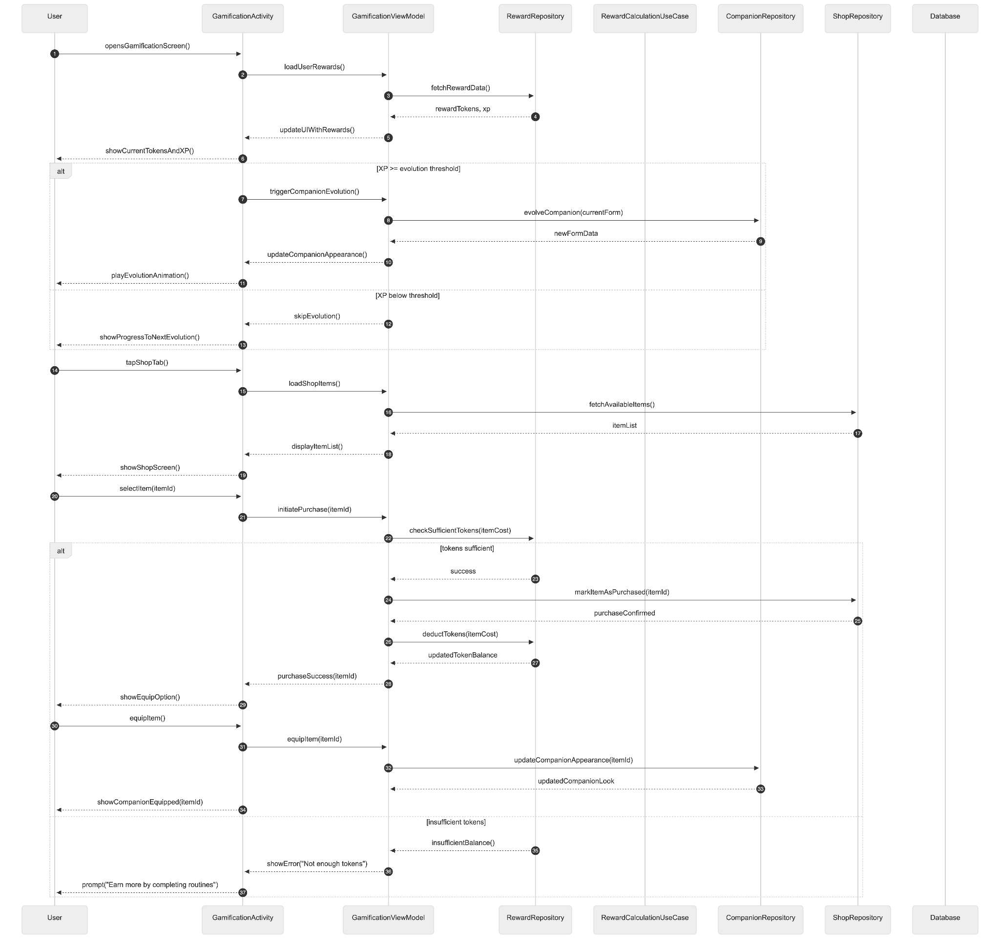 User
GamificationActivity
GamificationViewModel
RewardRepository
RewardCalculationUseCase
CompanionRepository
ShopRepository
Database
opensGamificationScreen()
1
loadUserRewards()
2
fetchRewardData()
3
rewardTokens, xp
4
updateUIWithRewards()
5
showCurrentTokensAndXP()
6
alt
[XP >= evolution threshold]
triggerCompanionEvolution()
7
evolveCompanion(currentForm)
8
newFormData
9
updateCompanionAppearance()
10
playEvolutionAnimation()
11
[XP below threshold]
skipEvolution()
12
showProgressToNextEvolution()
13
tapShopTab()
14
loadShopItems()
15
fetchAvailableItems()
16
itemList
17
displayItemList()
18
showShopScreen()
19
selectItem(itemId)
20
initiatePurchase(itemId)
21
checkSufficientTokens(itemCost)
22
alt
[tokens sufficient]
success
23
markItemAsPurchased(itemId)
24
purchaseConfirmed
25
deductTokens(itemCost)
26
updatedTokenBalance
27
purchaseSuccess(itemId)
28
showEquipOption()
29
equipItem()
30
equipItem(itemId)
31
updateCompanionAppearance(itemId)
32
updatedCompanionLook
33
showCompanionEquipped(itemId)
34
[insufficient tokens]
insufficientBalance()
35
showError("Not enough tokens")
36
prompt("Earn more by completing routines")
37
User
GamificationActivity
GamificationViewModel
RewardRepository
RewardCalculationUseCase
CompanionRepository
ShopRepository
Database